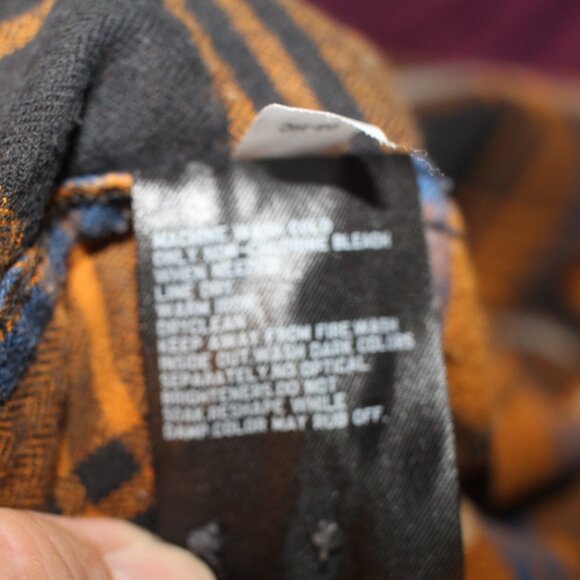 MACHINE WASH COLD
ONLY NON-CHLORINE BLEACH
WHEN NEEDED
LINE DRY
WARM IRON
DRYCLEAN
KEEP AWAY FROM FIRE WASH
INSIDE OUT.WASH DARK COLORS
SEPARATELY.NO OPTICAL
BRIGHTENERS.DO NOT
SOAK RESHAPE WHILE
DAMP.COLOR MAY RUB OFF.